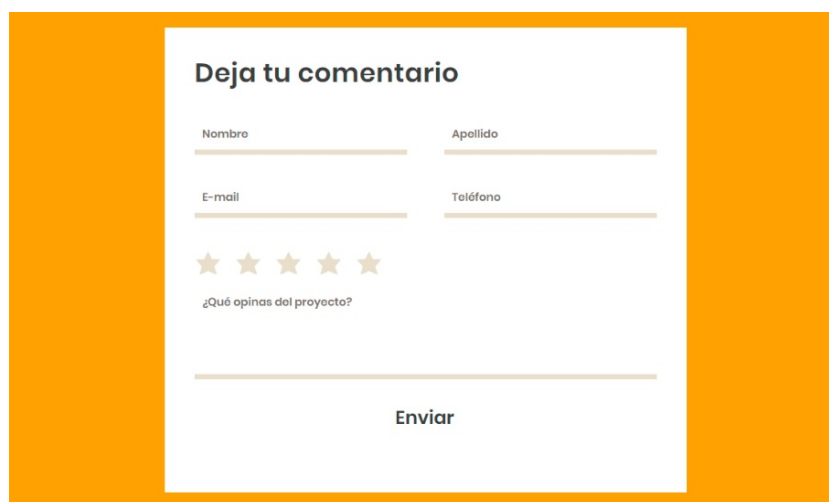 Deja tu comentario
Nombre
Apellido
E-mail
Teléfono
¿Qué opinas del proyecto?
Enviar